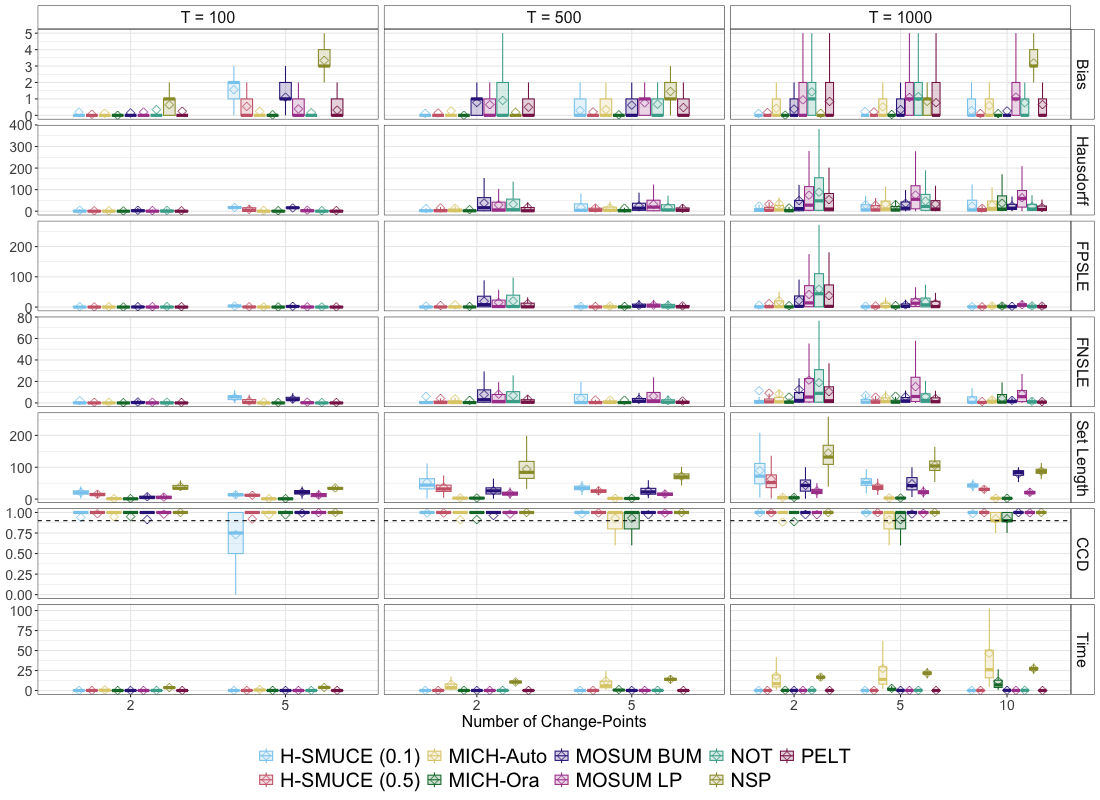 T = 100
T = 500
T = 1000
5
4
3
2
1
0
Bias
400
300
200
100
0
Hausdorff
200
100
0
FPSLE
80
60
40
20
0
FNSLE
200
100
0
Set Length
1.00
0.75
0.50
0.25
0.00
CCD
100
75
50
25
0
Time
2 5 2 5 2 5 10
Number of Change-Points
H-SMUCE (0.1) MICH-Auto MOSUM BUM NOT PELT
H-SMUCE (0.5) MICH-Ora MOSUM LP NSP